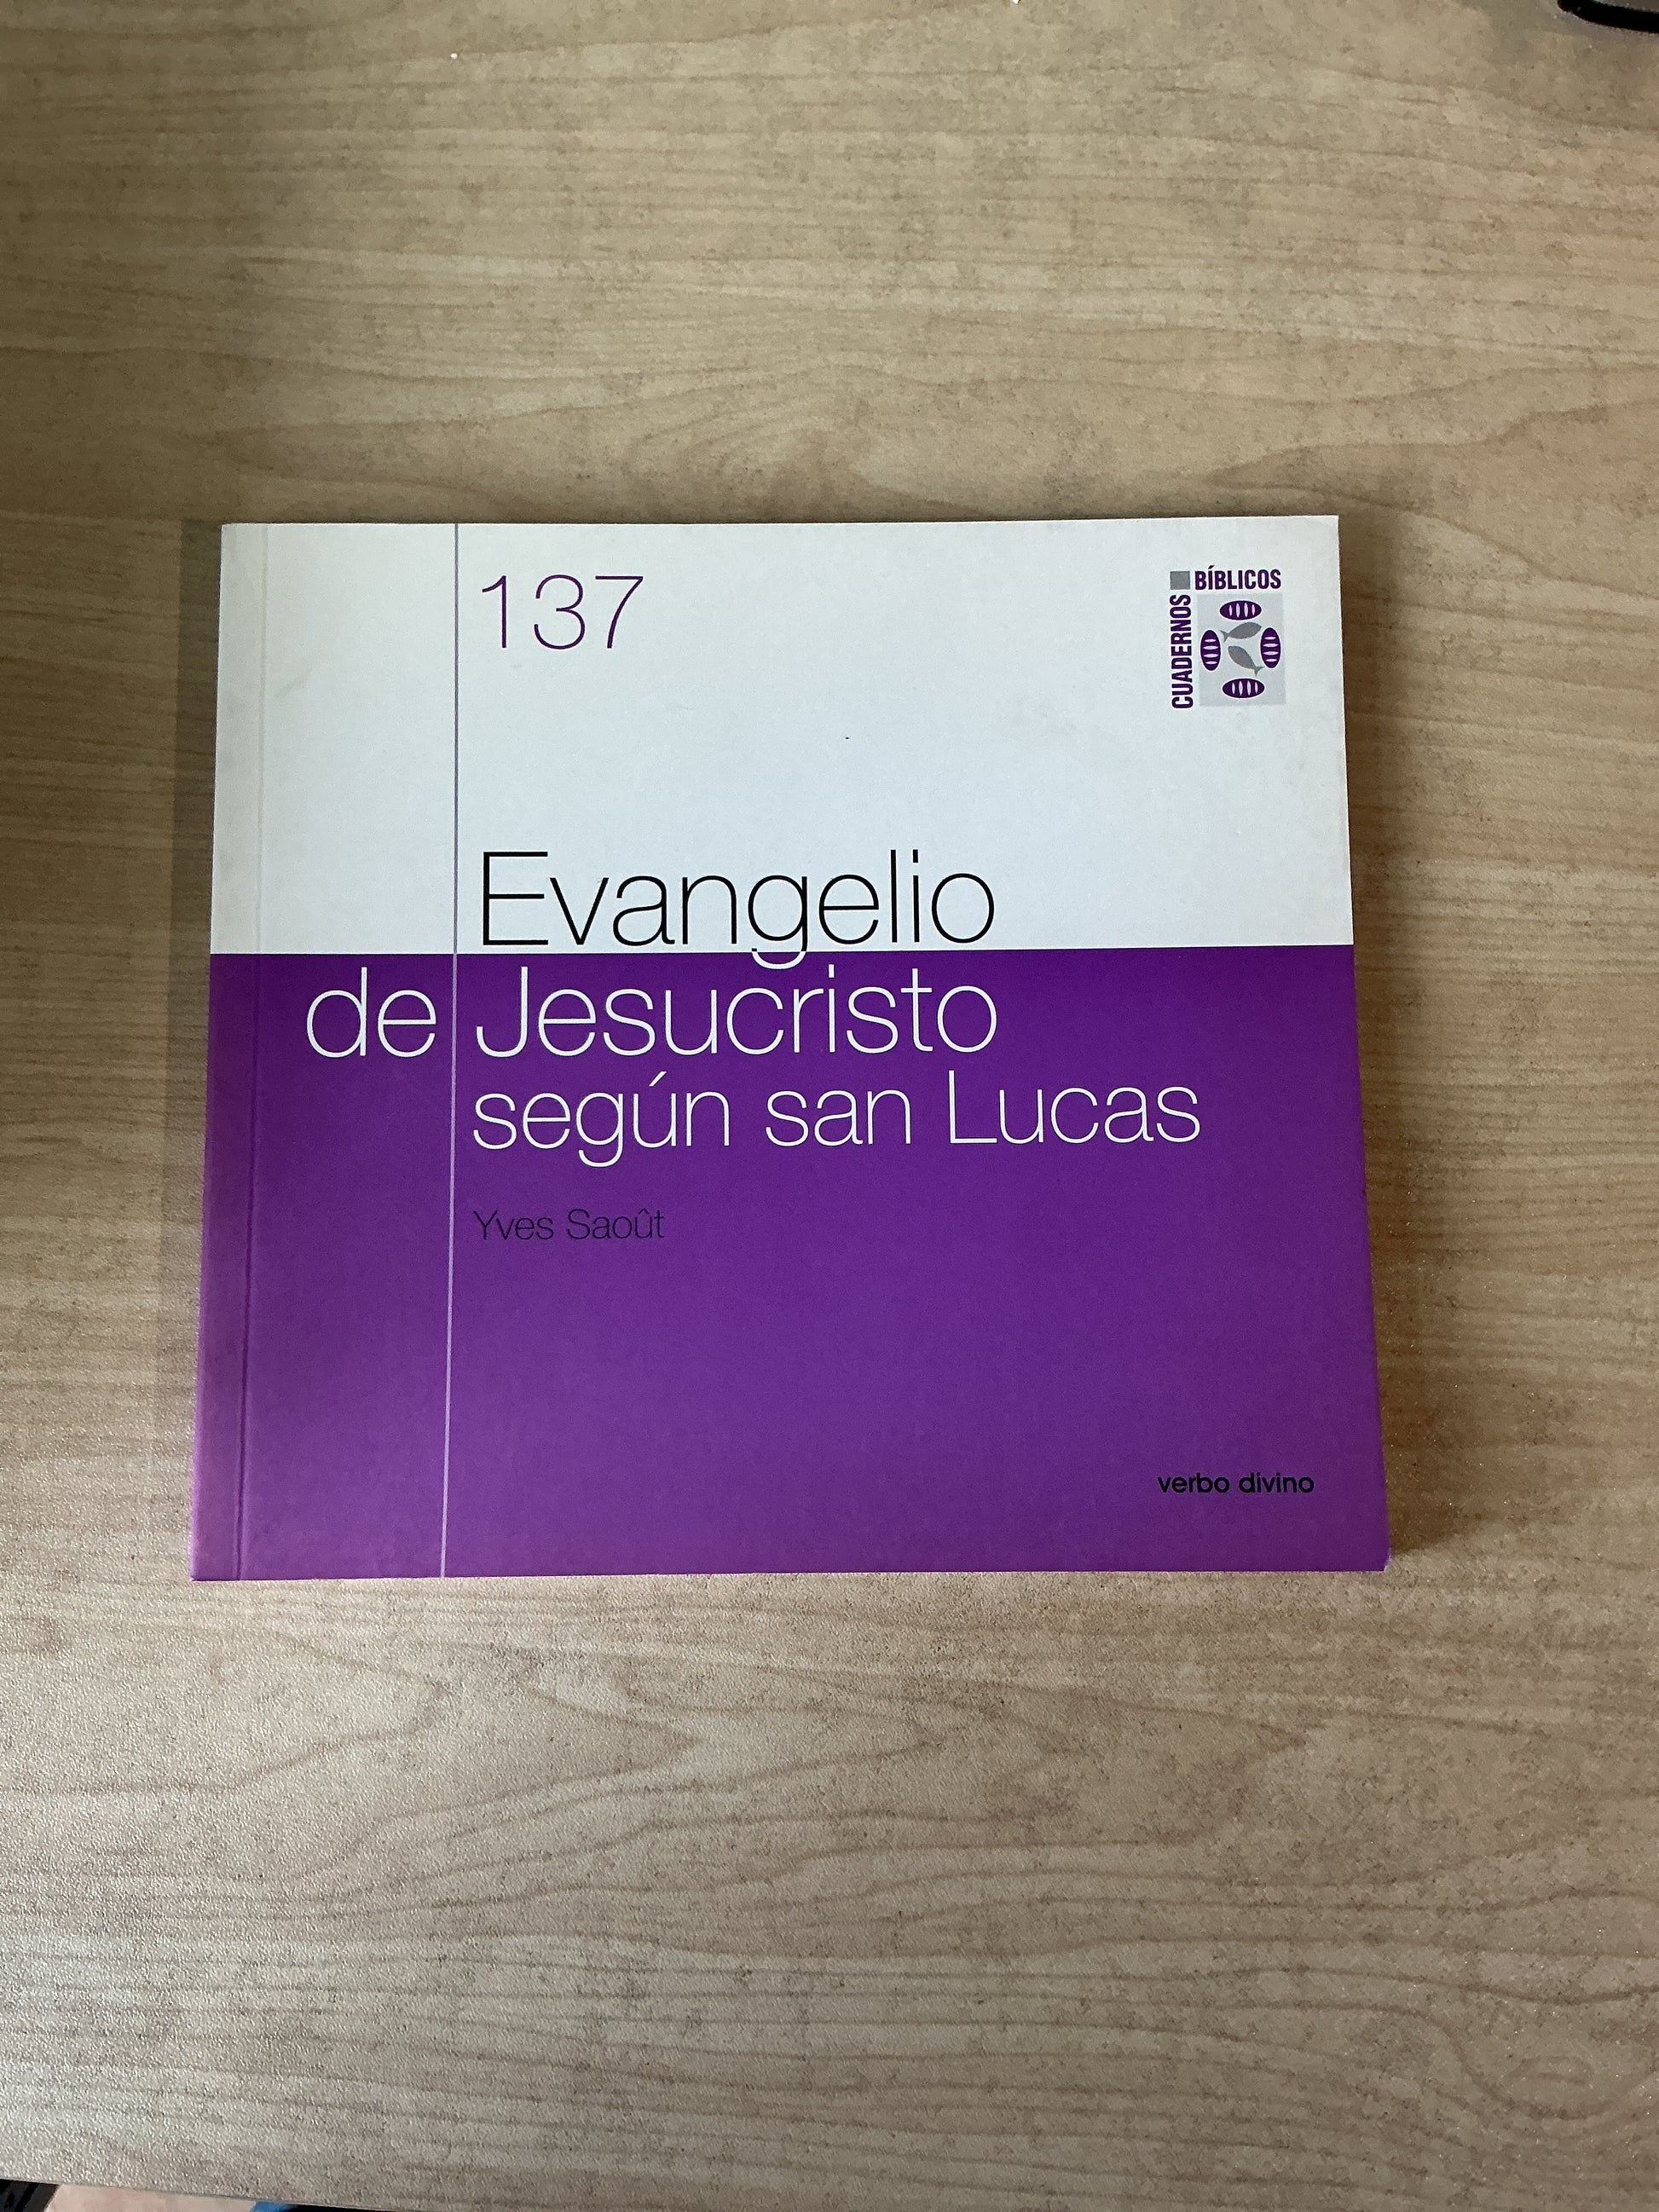 137
CUADERNOS
BÍBLICOS
Evangelio
de Jesucristo
según san Lucas
Yves Saoût
verbo divino